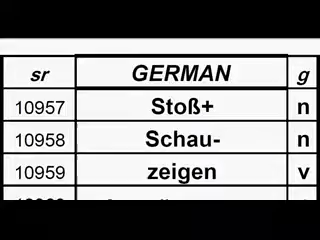 sr GERMAN g
10957 Stoß+ n
10958 Schau- n
10959 zeigen v